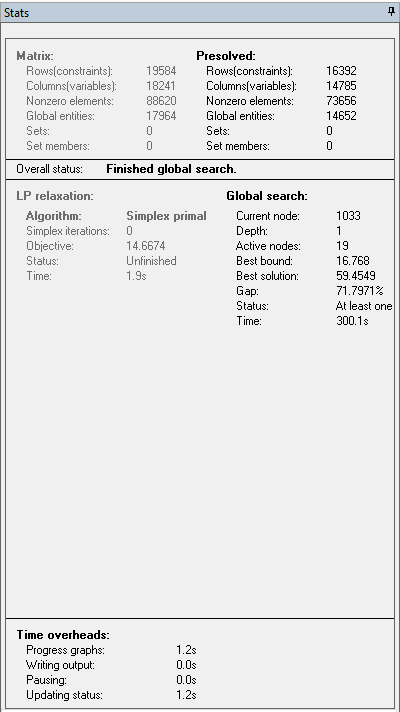 Stats
Matrix:
Rows(constraints): 19584
Columns(variables): 18241
Nonzero elements: 88620
Global entities: 17964
Sets: 0
Set members: 0
Presolved:
Rows(constraints): 16392
Columns(variables): 14785
Nonzero elements: 73656
Global entities: 14652
Sets: 0
Set members: 0
Overall status: Finished global search.
LP relaxation:
Algorithm: Simplex primal
Simplex iterations: 0
Objective: 14.6674
Status: Unfinished
Time: 1.9s
Global search:
Current node: 1033
Depth: 1
Active nodes: 19
Best bound: 16.768
Best solution: 59.4549
Gap: 71.7971%
Status: At least one
Time: 300.1s
Time overheads:
Progress graphs: 1.2s
Writing output: 0.0s
Pausing: 0.0s
Updating status: 1.2s